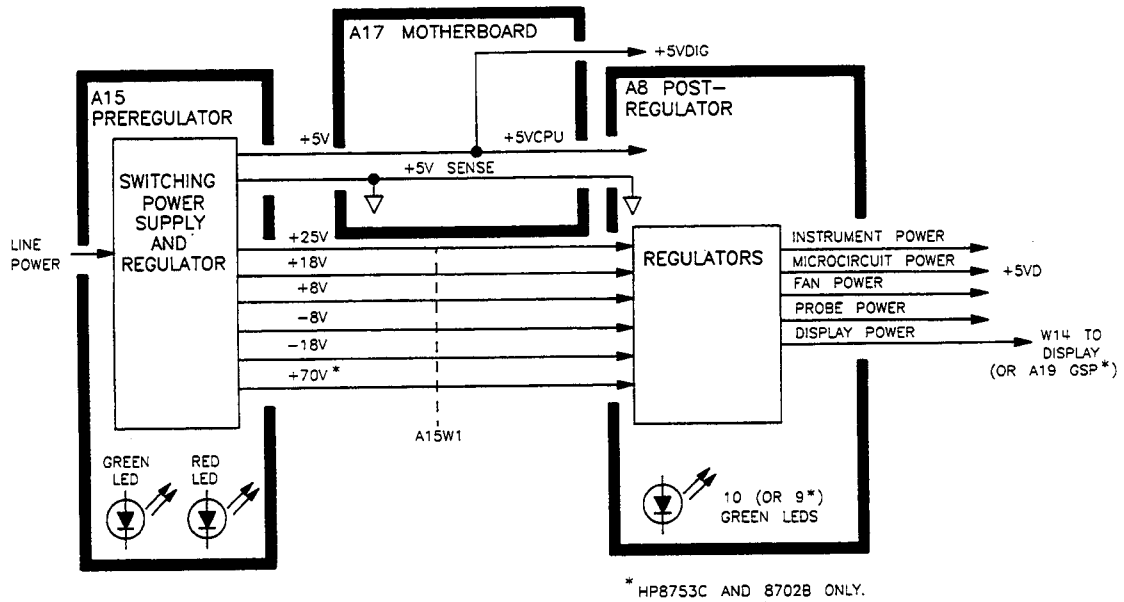 A17 MOTHERBOARD
+5VDIG
A15
PREREGULATOR
A8 POST-
REGULATOR
+5V
+5VCPU
+5V SENSE
SWITCHING
POWER
SUPPLY
AND
REGULATOR
LINE
POWER
+25V
+18V
+8V
-8V
-18V
+70V*
A15W1
REGULATORS
INSTRUMENT POWER
MICROCIRCUIT POWER
+5VD
FAN POWER
PROBE POWER
DISPLAY POWER
W14 TO
DISPLAY
(OR A19 GSP*)
GREEN
LED
RED
LED
10 (OR 9*)
GREEN LEDS
*HP8753C AND 8702B ONLY.